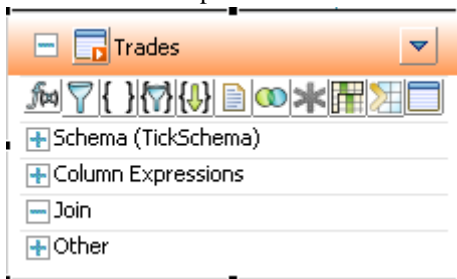 Trades
f(x)
Schema (TickSchema)
Column Expressions
Join
Other